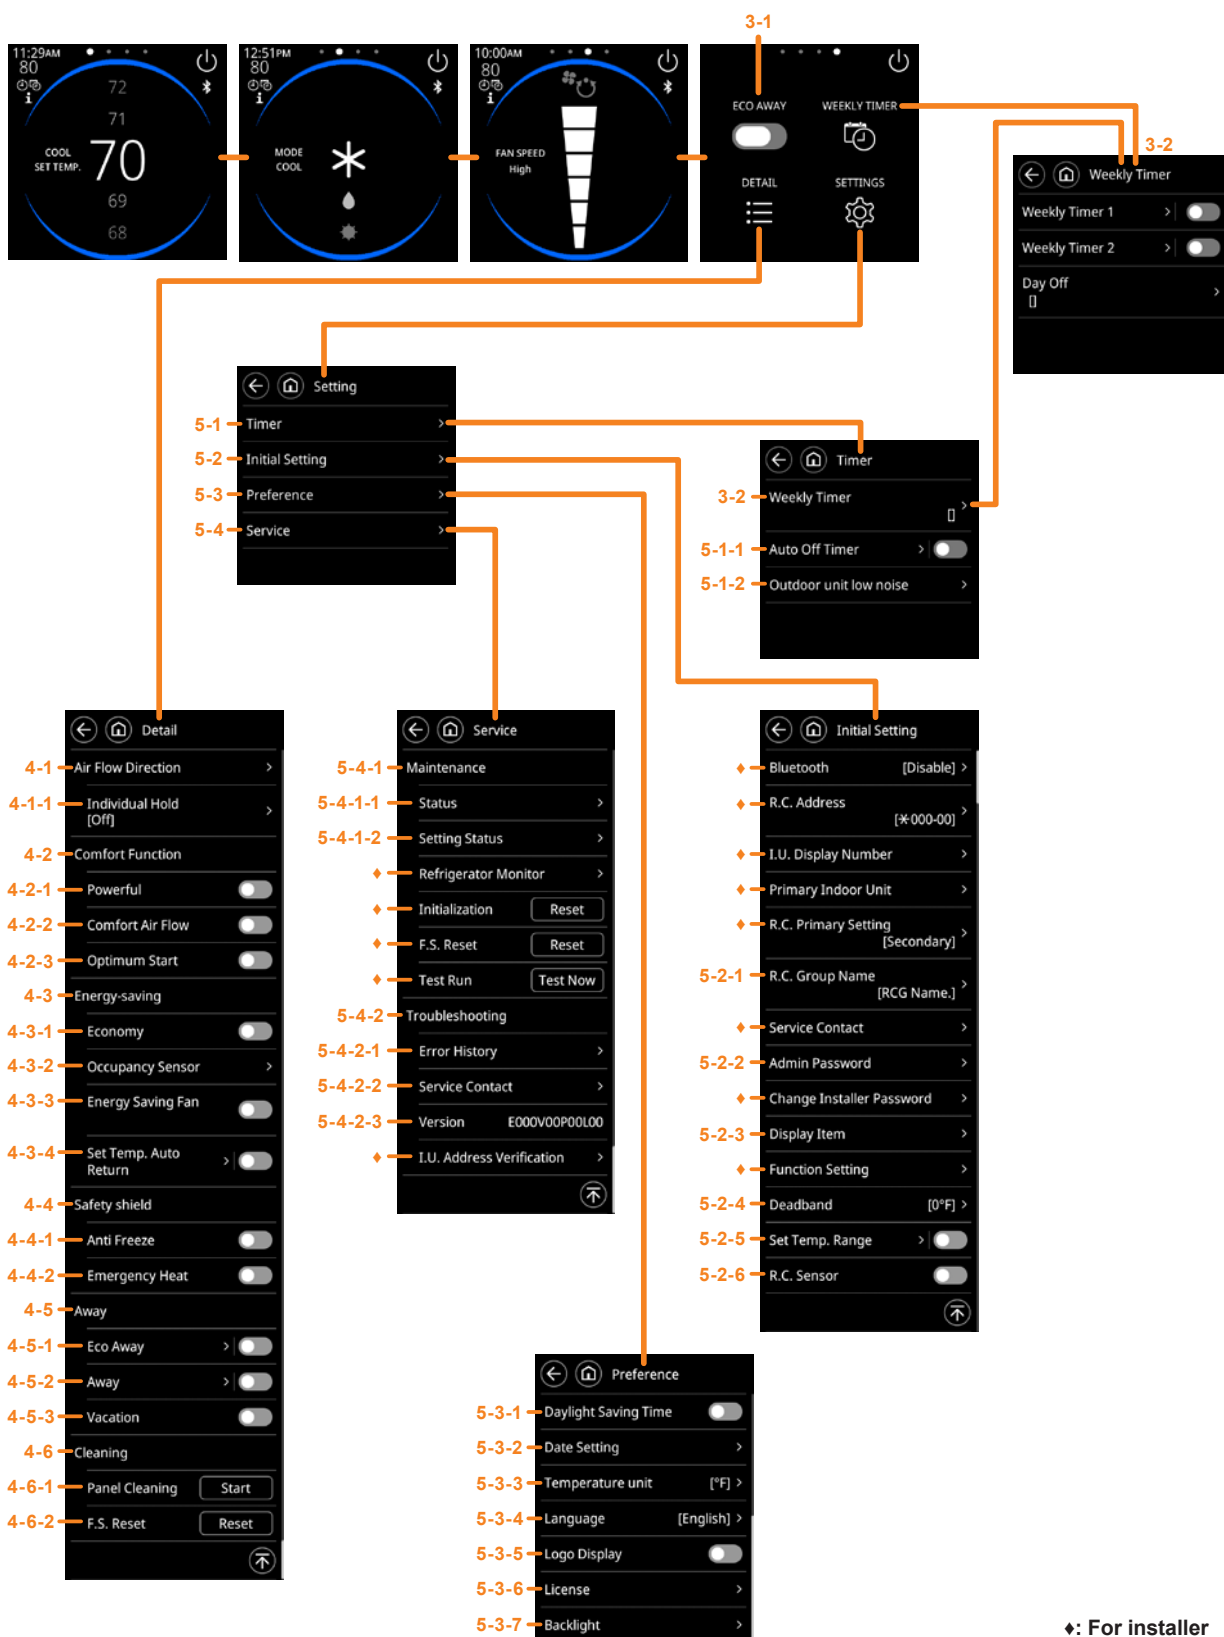 3-1
11:29AM
80
i
72
71
COOL
SET TEMP.
70
69
68
12:51PM
80
i
MODE
COOL
10:00AM
80
i
FAN SPEED
High
ECO AWAY
WEEKLY TIMER
DETAIL
SETTINGS
3-2
Weekly Timer
Weekly Timer 1 >
Weekly Timer 2 >
Day Off
[] >
Setting
5-1 Timer >
5-2 Initial Setting >
5-3 Preference >
5-4 Service >
Timer
3-2 Weekly Timer >
[]
5-1-1 Auto Off Timer >
5-1-2 Outdoor unit low noise >
Detail
4-1 Air Flow Direction >
4-1-1 Individual Hold
[Off] >
4-2 Comfort Function
4-2-1 Powerful
4-2-2 Comfort Air Flow
4-2-3 Optimum Start
4-3 Energy-saving
4-3-1 Economy
4-3-2 Occupancy Sensor >
4-3-3 Energy Saving Fan
4-3-4 Set Temp. Auto
Return >
4-4 Safety shield
4-4-1 Anti Freeze
4-4-2 Emergency Heat
4-5 Away
4-5-1 Eco Away >
4-5-2 Away >
4-5-3 Vacation
4-6 Cleaning
4-6-1 Panel Cleaning Start
4-6-2 F.S. Reset Reset
Service
5-4-1 Maintenance
5-4-1-1 Status >
5-4-1-2 Setting Status >
♦ Refrigerator Monitor >
♦ Initialization Reset
♦ F.S. Reset Reset
♦ Test Run Test Now
5-4-2 Troubleshooting
5-4-2-1 Error History >
5-4-2-2 Service Contact >
5-4-2-3 Version E000V00P00L00
♦ I.U. Address Verification >
Initial Setting
♦ Bluetooth [Disable] >
♦ R.C. Address
[*000-00] >
♦ I.U. Display Number >
♦ Primary Indoor Unit >
♦ R.C. Primary Setting
[Secondary] >
5-2-1 R.C. Group Name
[RCG Name.] >
♦ Service Contact >
5-2-2 Admin Password >
♦ Change Installer Password >
5-2-3 Display Item >
♦ Function Setting >
5-2-4 Deadband [0°F] >
5-2-5 Set Temp. Range >
5-2-6 R.C. Sensor
Preference
5-3-1 Daylight Saving Time
5-3-2 Date Setting >
5-3-3 Temperature unit [°F] >
5-3-4 Language [English] >
5-3-5 Logo Display
5-3-6 License >
5-3-7 Backlight >
♦: For installer